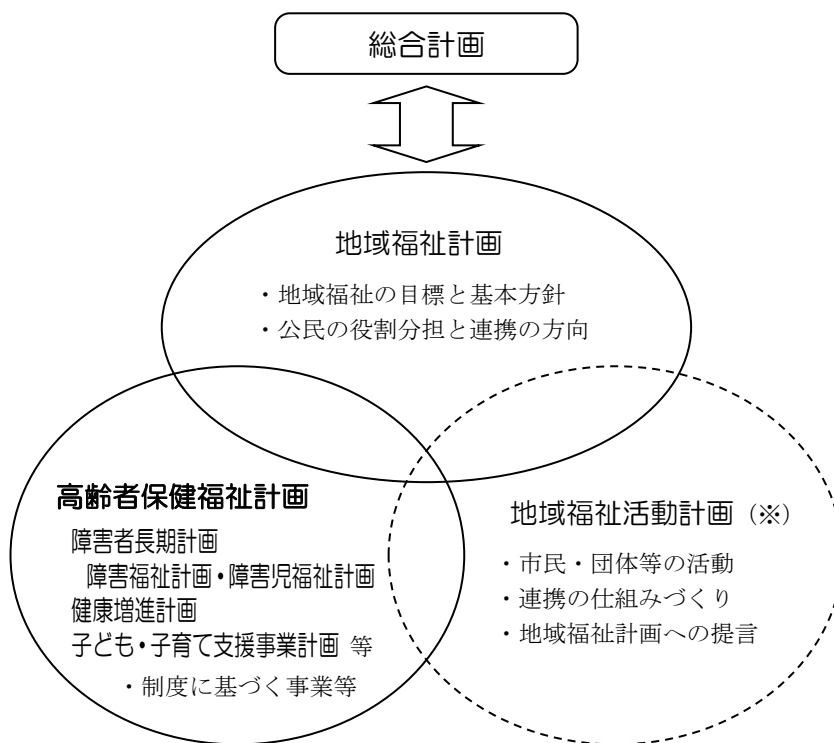 総合計画
地域福祉計画
・地域福祉の目標と基本方針
・公民の役割分担と連携の方向
高齢者保健福祉計画
障害者長期計画
障害福祉計画・障害児福祉計画
健康増進計画
子ども・子育て支援事業計画 等
・制度に基づく事業等
地域福祉活動計画（※）
・市民・団体等の活動
・連携の仕組みづくり
・地域福祉計画への提言